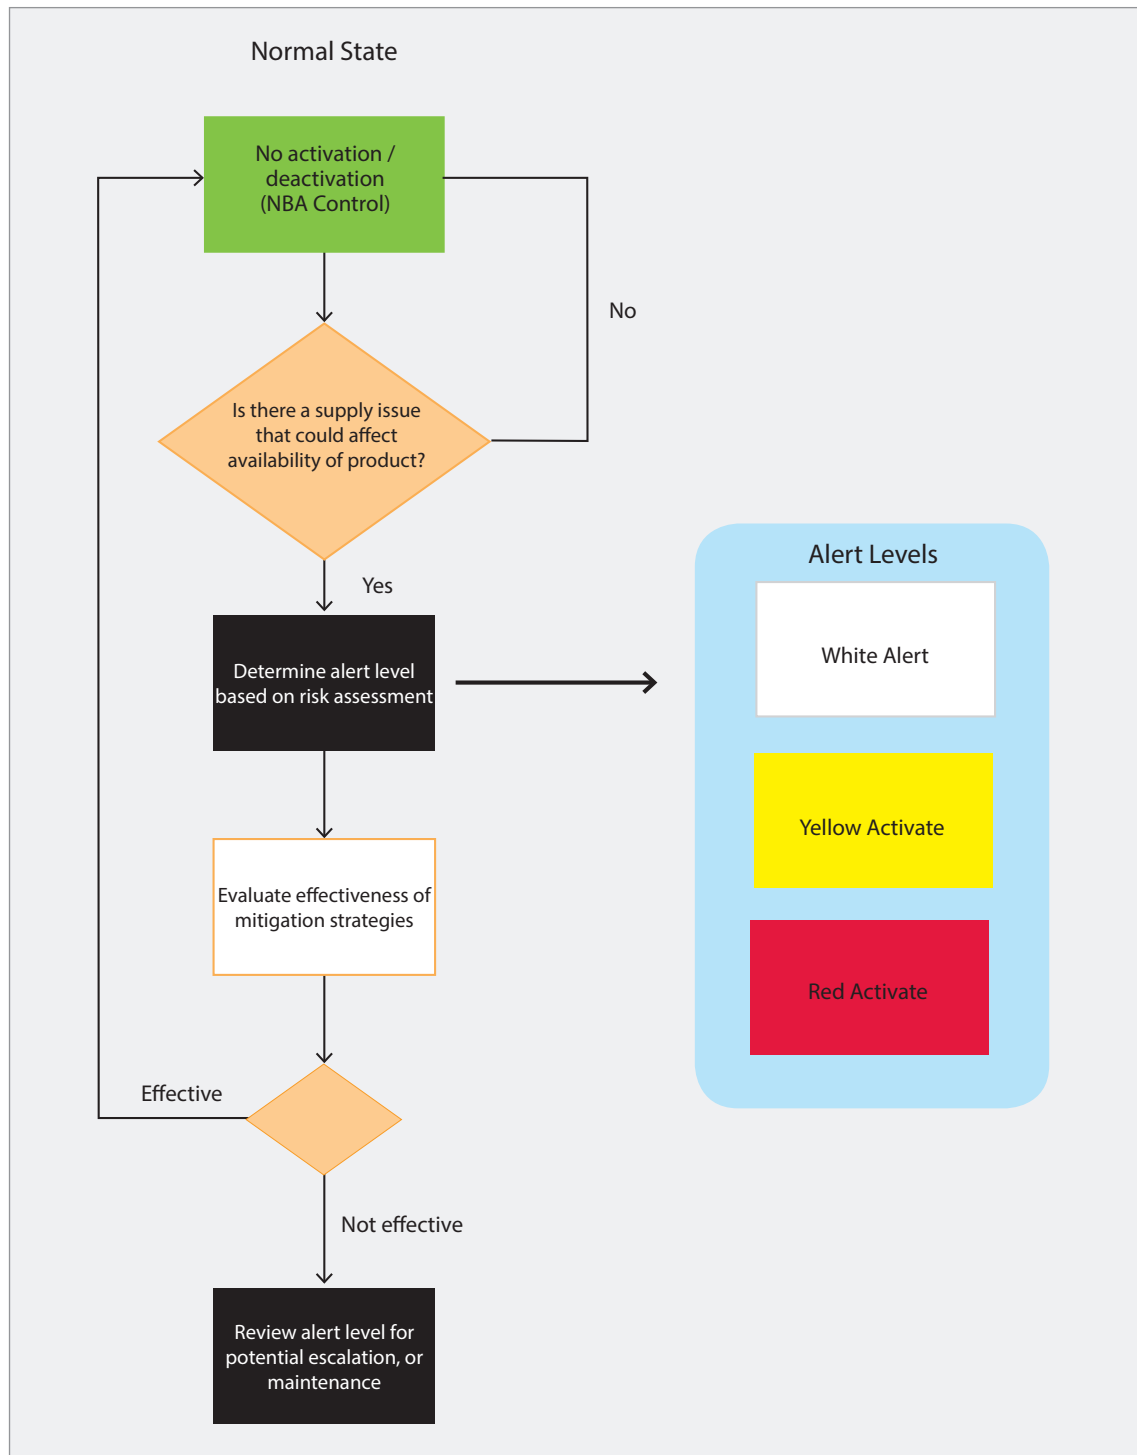 Normal State
No activation /
deactivation
(NBA Control)
No
Is there a supply issue
that could affect
availability of product?
Yes
Alert Levels
White Alert
Determine alert level
based on risk assessment
Yellow Activate
Evaluate effectiveness of
mitigation strategies
Red Activate
Effective
Not effective
Review alert level for
potential escalation, or
maintenance